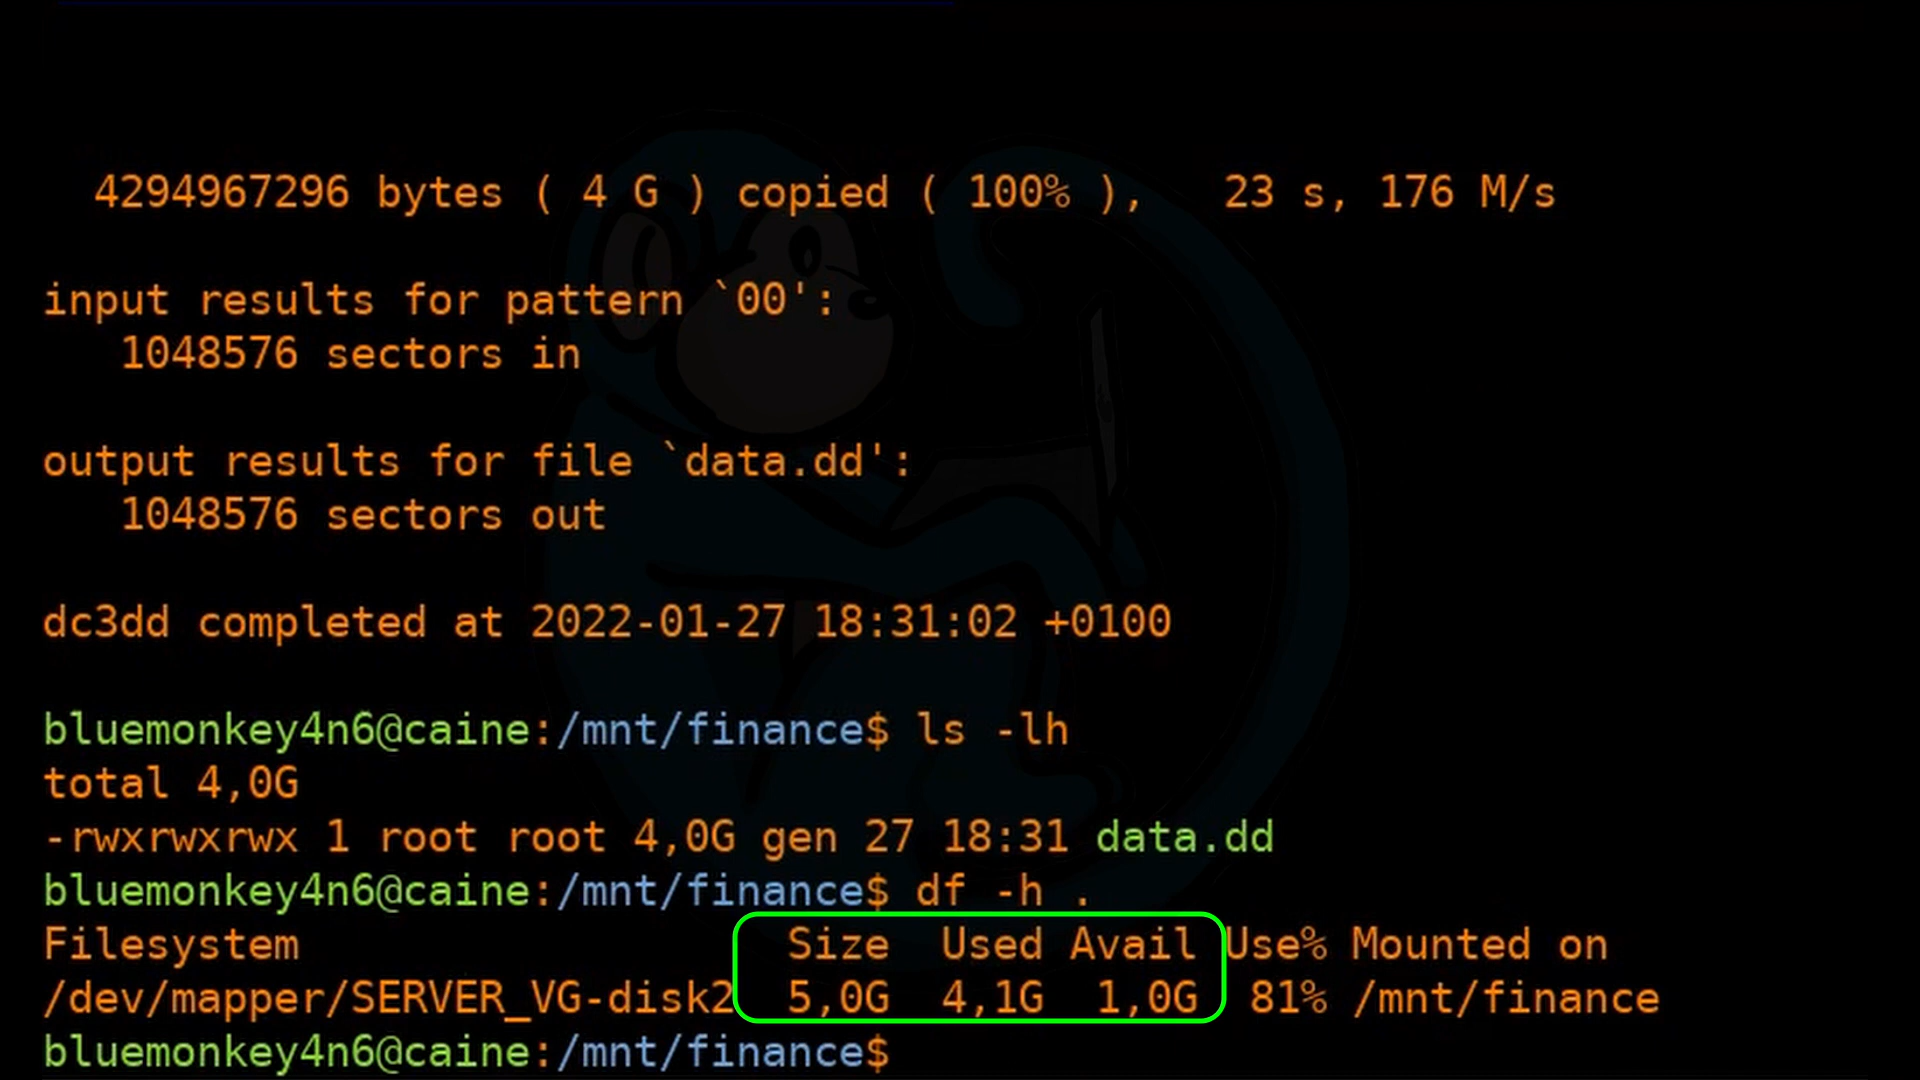 4294967296 bytes ( 4 G ) copied ( 100% ),   23 s, 176 M/s
input results for pattern `00':
1048576 sectors in
output results for file `data.dd':
1048576 sectors out
dc3dd completed at 2022-01-27 18:31:02 +0100
bluemonkey4n6@caine:/mnt/finance$ ls -lh
total 4,0G
-rwxrwxrwx 1 root root 4,0G gen 27 18:31 data.dd
bluemonkey4n6@caine:/mnt/finance$ df -h .
Filesystem                   Size  Used Avail Use% Mounted on
/dev/mapper/SERVER_VG-disk2  5,0G  4,1G  1,0G  81% /mnt/finance
bluemonkey4n6@caine:/mnt/finance$